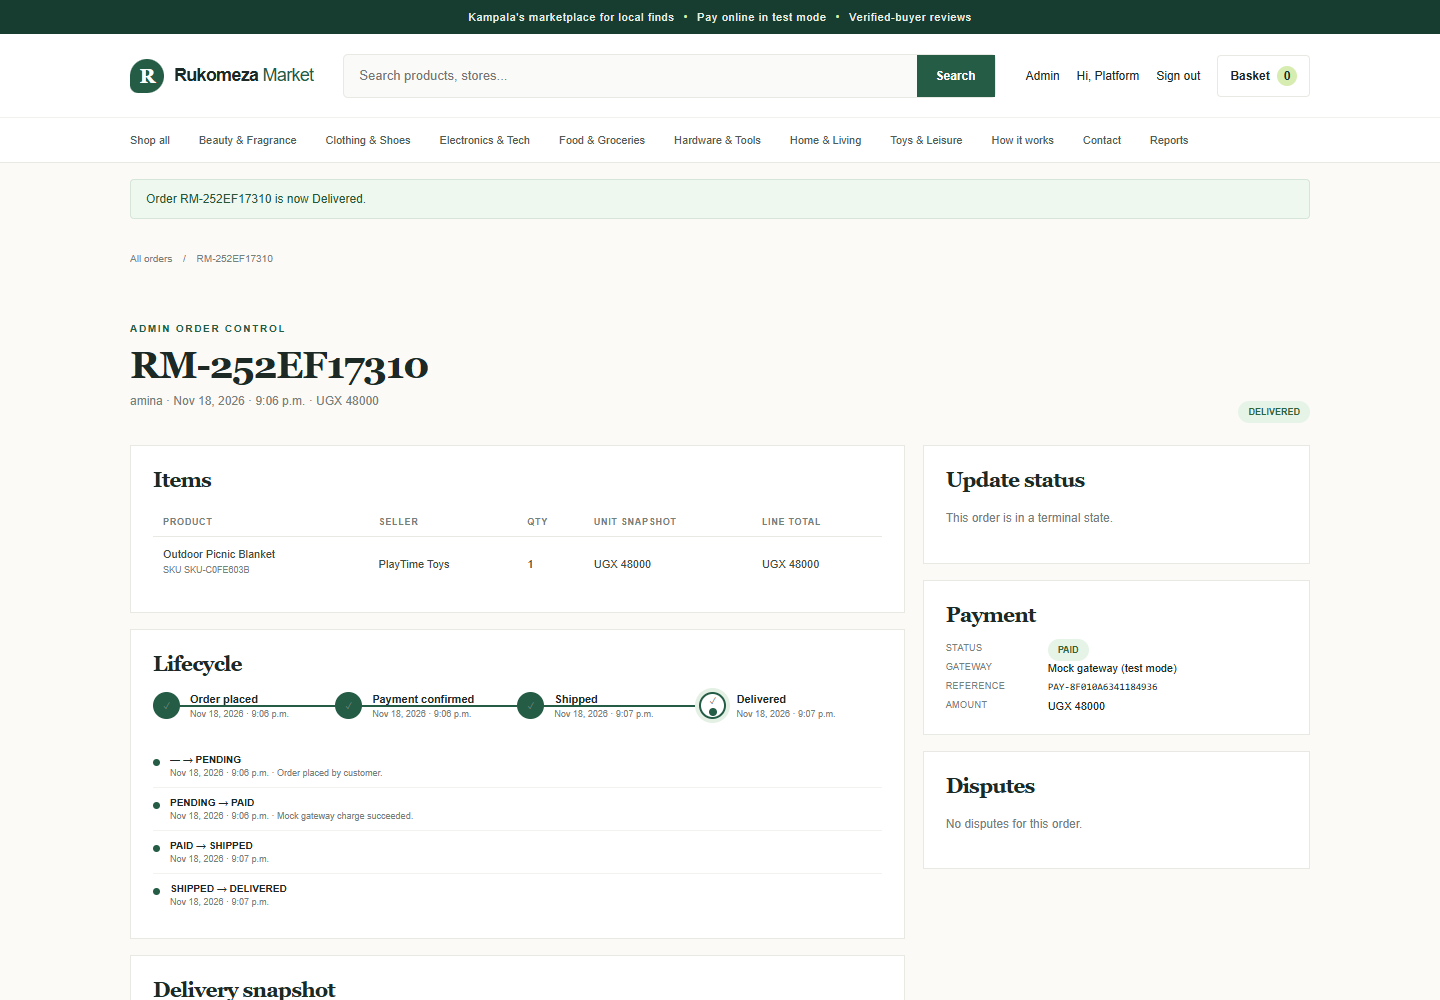 Kampala's marketplace for local finds • Pay online in test mode • Verified-buyer reviews
R Rukomeza Market
Search products, stores...
Search
Admin
Hi, Platform
Sign out
Basket 0
Shop all
Beauty & Fragrance
Clothing & Shoes
Electronics & Tech
Food & Groceries
Hardware & Tools
Home & Living
Toys & Leisure
How it works
Contact
Reports
Order RM-252EF17310 is now Delivered.
All orders / RM-252EF17310
ADMIN ORDER CONTROL
RM-252EF17310
amina · Nov 18, 2026 · 9:06 p.m. · UGX 48000
DELIVERED
Items
PRODUCT SELLER QTY UNIT SNAPSHOT LINE TOTAL
Outdoor Picnic Blanket
SKU SKU-C0FE603B
PlayTime Toys 1 UGX 48000 UGX 48000
Lifecycle
✓ Order placed
Nov 18, 2026 · 9:06 p.m.
✓ Payment confirmed
Nov 18, 2026 · 9:06 p.m.
✓ Shipped
Nov 18, 2026 · 9:07 p.m.
✓ Delivered
Nov 18, 2026 · 9:07 p.m.
— → PENDING
Nov 18, 2026 · 9:06 p.m. · Order placed by customer.
PENDING → PAID
Nov 18, 2026 · 9:06 p.m. · Mock gateway charge succeeded.
PAID → SHIPPED
Nov 18, 2026 · 9:07 p.m.
SHIPPED → DELIVERED
Nov 18, 2026 · 9:07 p.m.
Delivery snapshot
Update status
This order is in a terminal state.
Payment
STATUS PAID
GATEWAY Mock gateway (test mode)
REFERENCE PAY-8F010A6341184936
AMOUNT UGX 48000
Disputes
No disputes for this order.